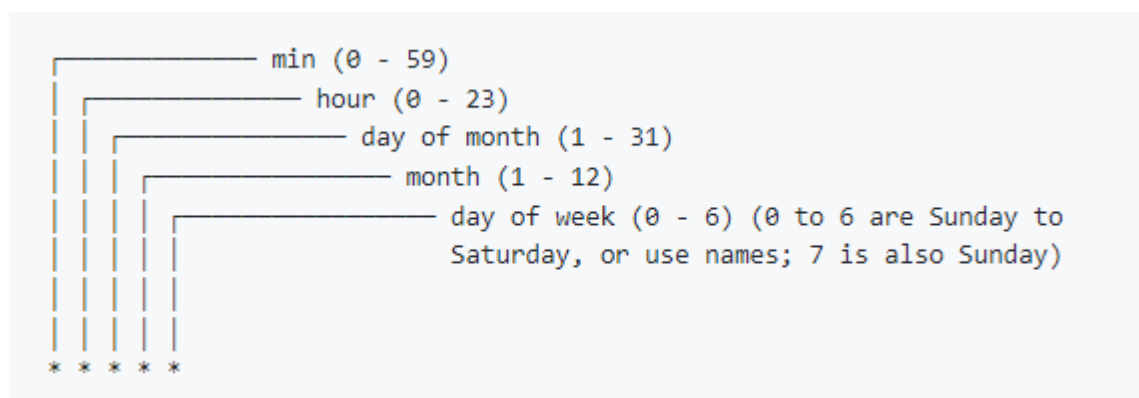 min (0 - 59)
hour (0 - 23)
day of month (1 - 31)
month (1 - 12)
day of week (0 - 6) (0 to 6 are Sunday to
Saturday, or use names; 7 is also Sunday)
* * * * *